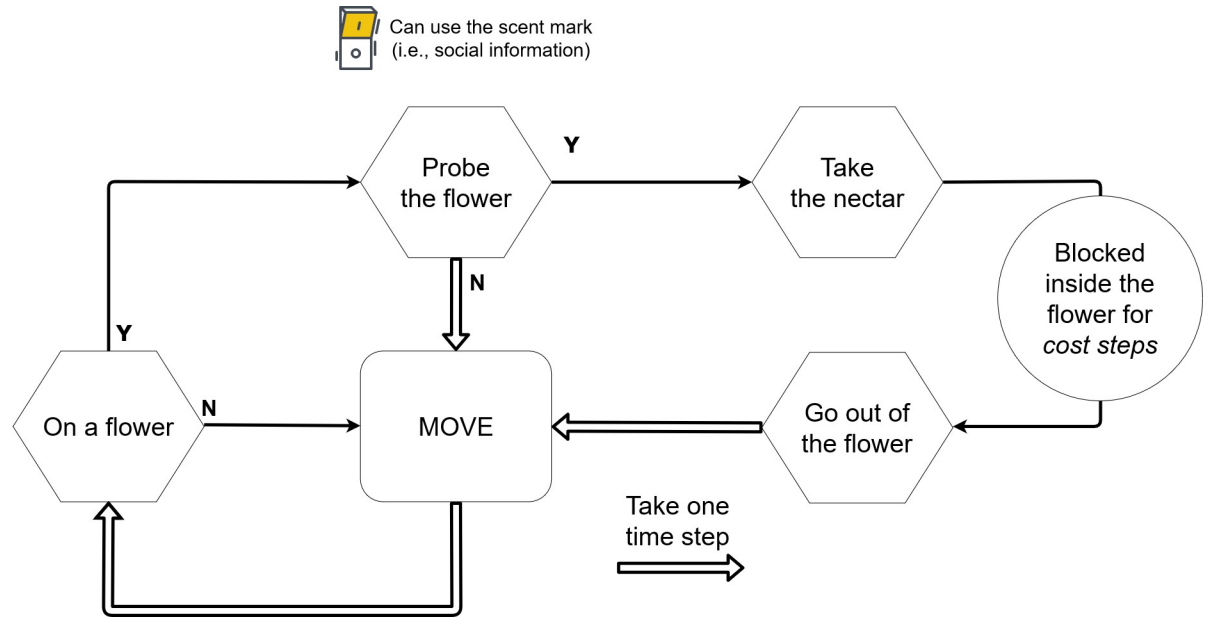 Can use the scent mark
(i.e., social information)
Probe
the flower
Y
Take
the nectar
Blocked
inside the
flower for
cost steps
N
Y
On a flower
N
MOVE
Go out of
the flower
Take one
time step